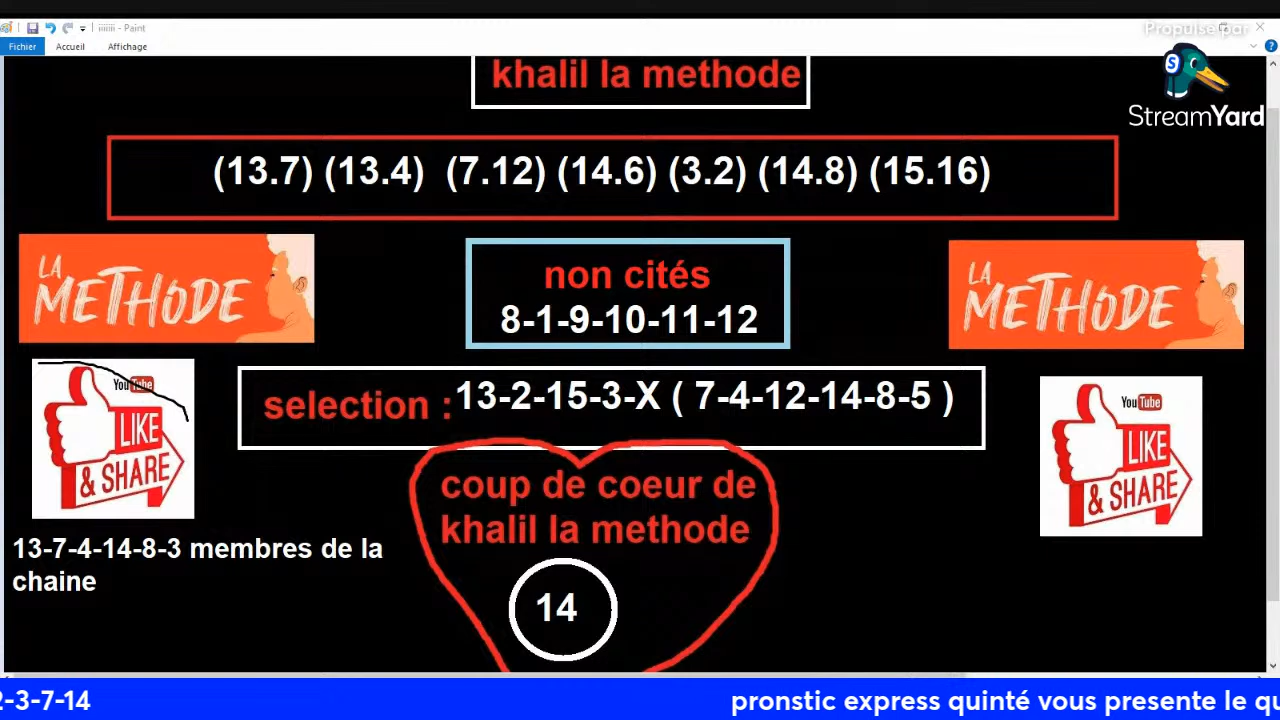 iiiiiii - Paint
Propulsé par
Fichier Accueil Affichage
StreamYard
khalil la methode
(13.7) (13.4) (7.12) (14.6) (3.2) (14.8) (15.16)
LA
METHODE
non cités
8-1-9-10-11-12
LA
METHODE
YouTube
LIKE
& SHARE
selection : 13-2-15-3-X ( 7-4-12-14-8-5 )
YouTube
LIKE
& SHARE
coup de coeur de
khalil la methode
14
13-7-4-14-8-3 membres de la
chaine
2-3-7-14
pronstic express quinté vous presente le qu